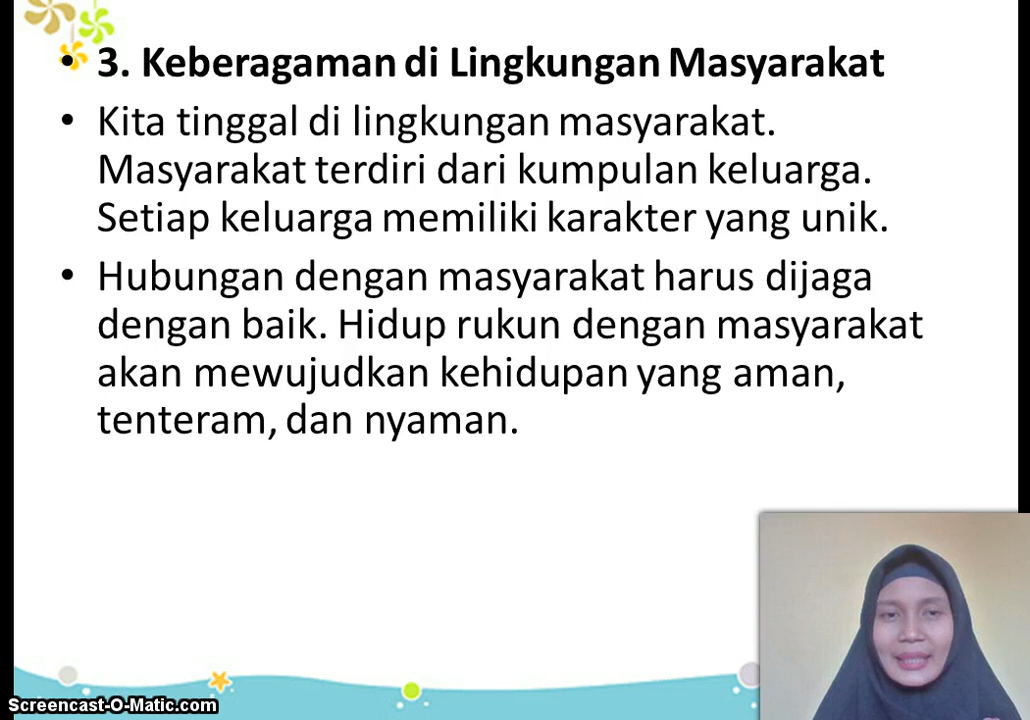 • 3. Keberagaman di Lingkungan Masyarakat
• Kita tinggal di lingkungan masyarakat.
Masyarakat terdiri dari kumpulan keluarga.
Setiap keluarga memiliki karakter yang unik.
• Hubungan dengan masyarakat harus dijaga
dengan baik. Hidup rukun dengan masyarakat
akan mewujudkan kehidupan yang aman,
tenteram, dan nyaman.
Screencast-O-Matic.com